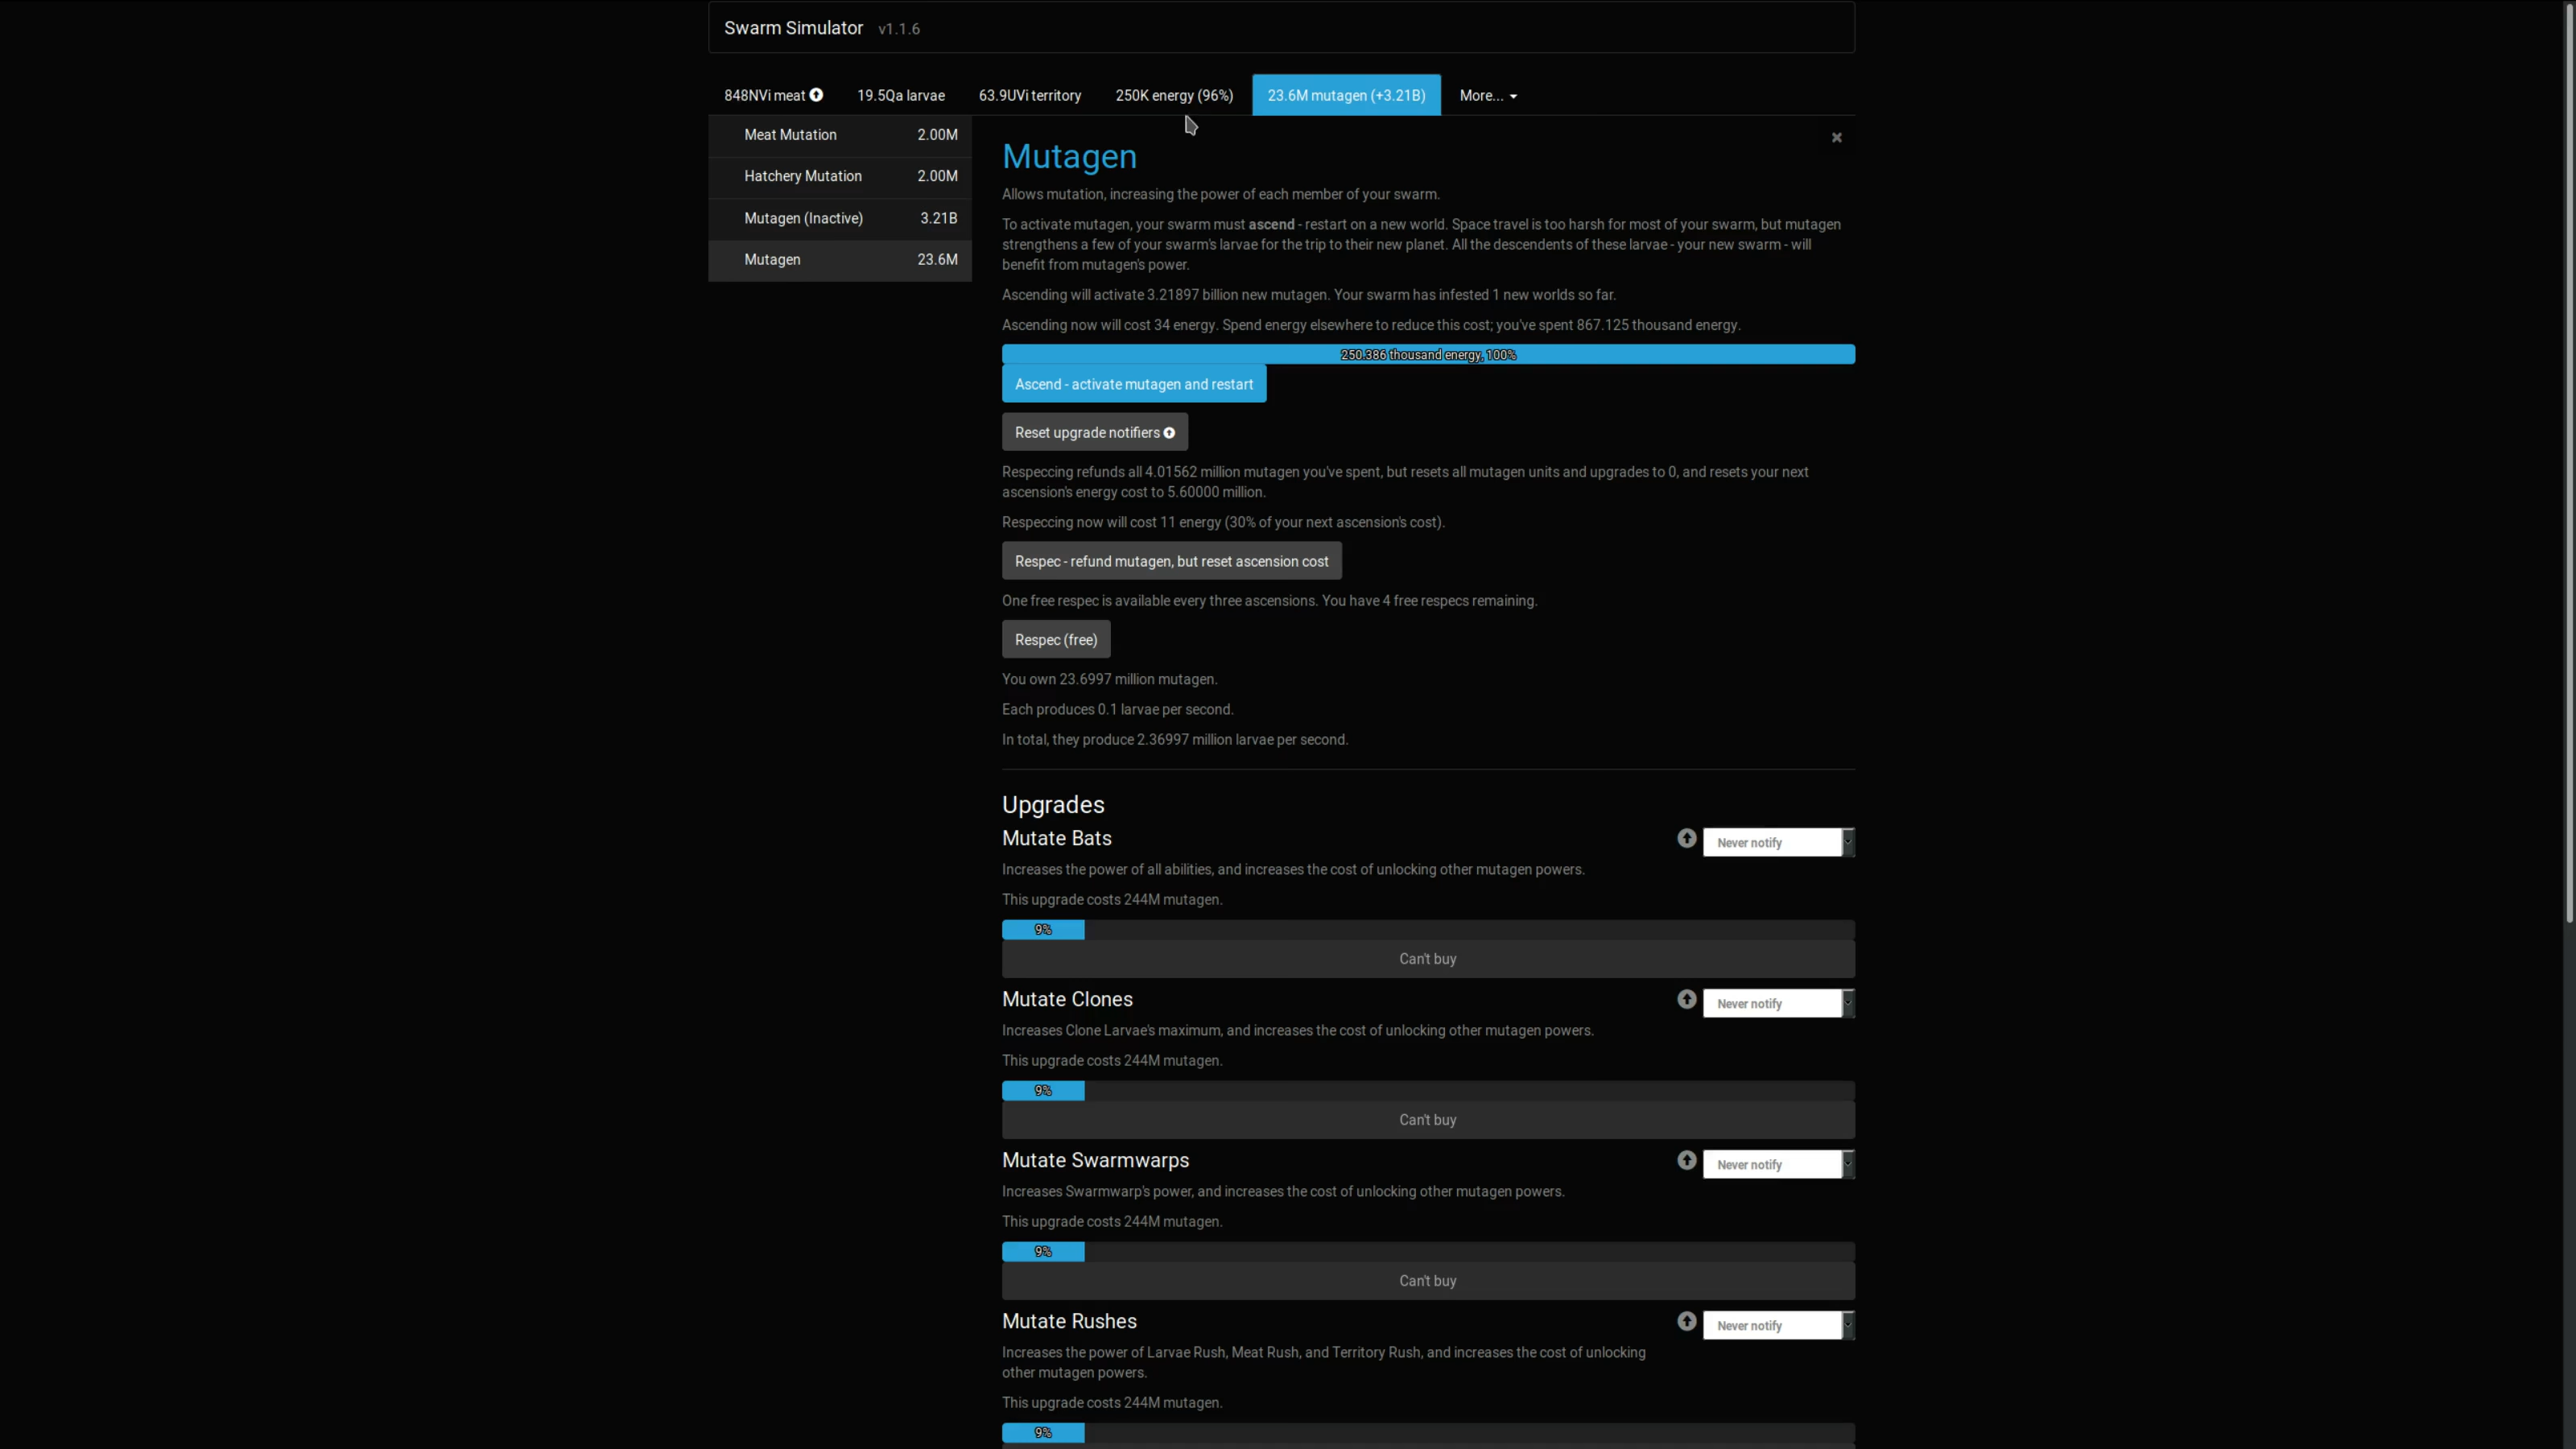 Swarm Simulator v1.1.6
848NVi meat
19.5Qa larvae
63.9UVi territory
250K energy (96%)
23.6M mutagen (+3.21B)
More...
Meat Mutation 2.00M
Hatchery Mutation 2.00M
Mutagen (Inactive) 3.21B
Mutagen 23.6M
×
Mutagen
Allows mutation, increasing the power of each member of your swarm.
To activate mutagen, your swarm must ascend - restart on a new world. Space travel is too harsh for most of your swarm, but mutagen
strengthens a few of your swarm's larvae for the trip to their new planet. All the descendents of these larvae - your new swarm - will
benefit from mutagen's power.
Ascending will activate 3.21897 billion new mutagen. Your swarm has infested 1 new worlds so far.
Ascending now will cost 34 energy. Spend energy elsewhere to reduce this cost; you've spent 867.125 thousand energy.
250.386 thousand energy, 100%
Ascend - activate mutagen and restart
Reset upgrade notifiers
Respeccing refunds all 4.01562 million mutagen you've spent, but resets all mutagen units and upgrades to 0, and resets your next
ascension's energy cost to 5.60000 million.
Respeccing now will cost 11 energy (30% of your next ascension's cost).
Respec - refund mutagen, but reset ascension cost
One free respec is available every three ascensions. You have 4 free respecs remaining.
Respec (free)
You own 23.6997 million mutagen.
Each produces 0.1 larvae per second.
In total, they produce 2.36997 million larvae per second.
Upgrades
Mutate Bats
Never notify
Increases the power of all abilities, and increases the cost of unlocking other mutagen powers.
This upgrade costs 244M mutagen.
9%
Can't buy
Mutate Clones
Never notify
Increases Clone Larvae's maximum, and increases the cost of unlocking other mutagen powers.
This upgrade costs 244M mutagen.
9%
Can't buy
Mutate Swarmwarps
Never notify
Increases Swarmwarp's power, and increases the cost of unlocking other mutagen powers.
This upgrade costs 244M mutagen.
9%
Can't buy
Mutate Rushes
Never notify
Increases the power of Larvae Rush, Meat Rush, and Territory Rush, and increases the cost of unlocking
other mutagen powers.
This upgrade costs 244M mutagen.
9%